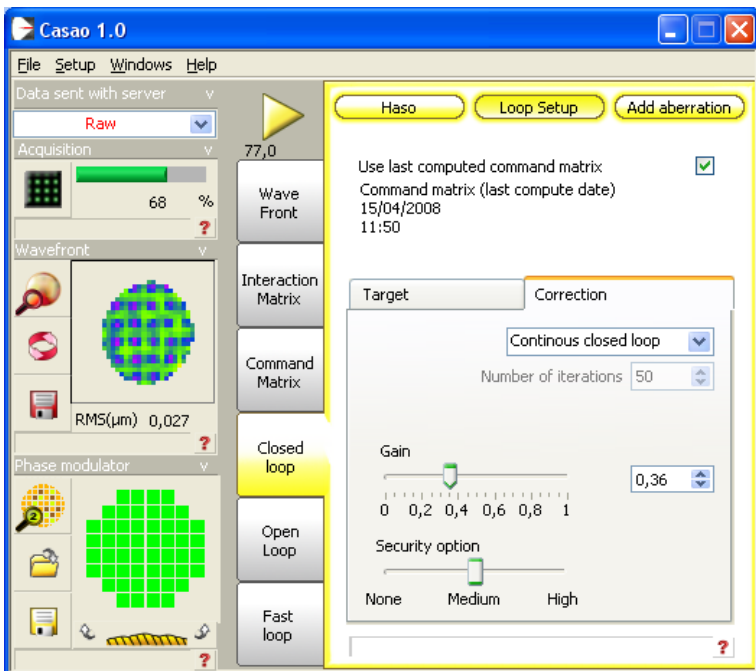 Casao 1.0
File Setup Windows Help
Data sent with server v
Raw
Acquisition v
68 %
?
Wavefront v
RMS(µm) 0,027
?
Phase modulator v
2
?
77,0
Wave
Front
Interaction
Matrix
Command
Matrix
Closed
loop
Open
Loop
Fast
loop
Haso Loop Setup Add aberration
Use last computed command matrix
Command matrix (last compute date)
15/04/2008
11:50
Target Correction
Continous closed loop
Number of iterations 50
Gain
0,36
0 0,2 0,4 0,6 0,8 1
Security option
None Medium High
?